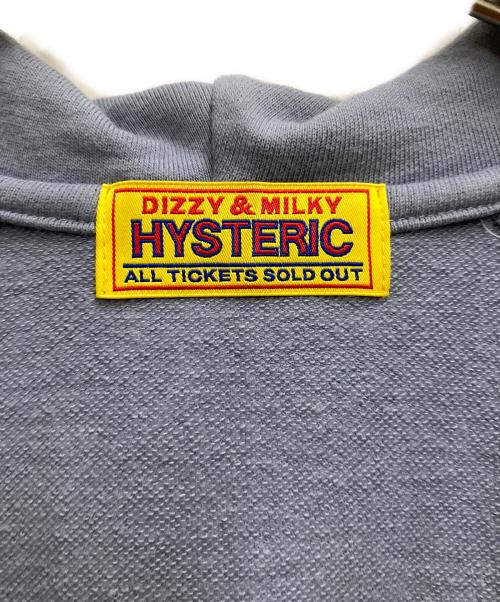 DIZZY & MILKY
HYSTERIC
ALL TICKETS SOLD OUT